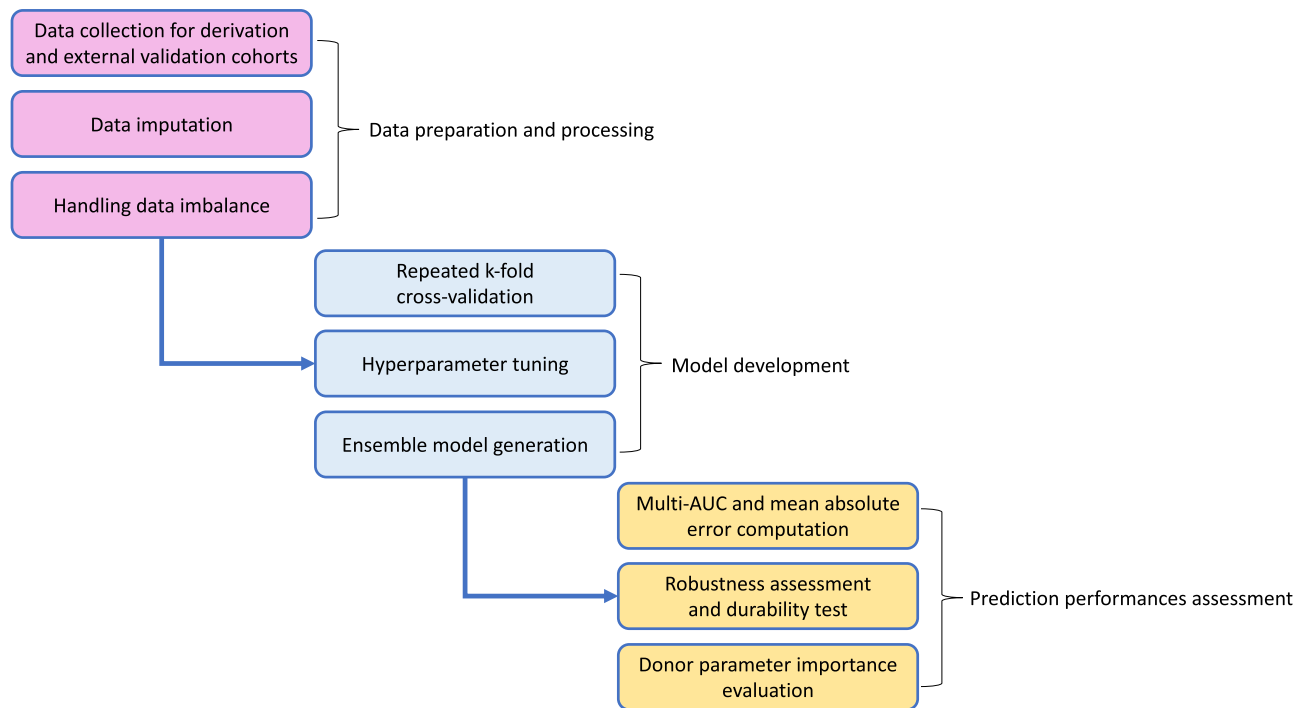 Data collection for derivation
and external validation cohorts
Data imputation
Data preparation and processing
Handling data imbalance
Repeated k-fold
cross-validation
Hyperparameter tuning
Model development
Ensemble model generation
Multi-AUC and mean absolute
error computation
Robustness assessment
and durability test
Prediction performances assessment
Donor parameter importance
evaluation